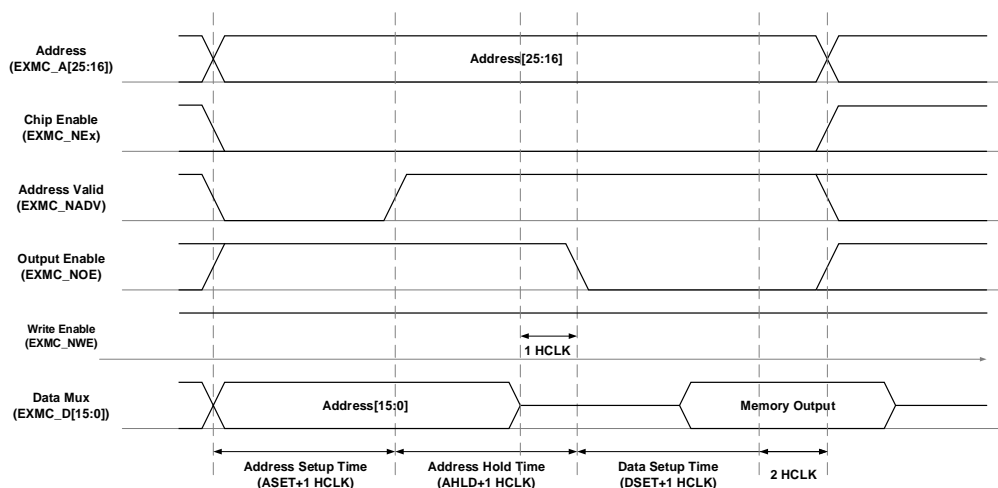 Address
(EXMC_A[25:16])
Address[25:16]
Chip Enable
(EXMC_NEx)
Address Valid
(EXMC_NADV)
Output Enable
(EXMC_NOE)
Write Enable
(EXMC_NWE)
1 HCLK
Data Mux
(EXMC_D[15:0])
Address[15:0]
Memory Output
Address Setup Time
(ASET+1 HCLK)
Address Hold Time
(AHLD+1 HCLK)
Data Setup Time
(DSET+1 HCLK)
2 HCLK